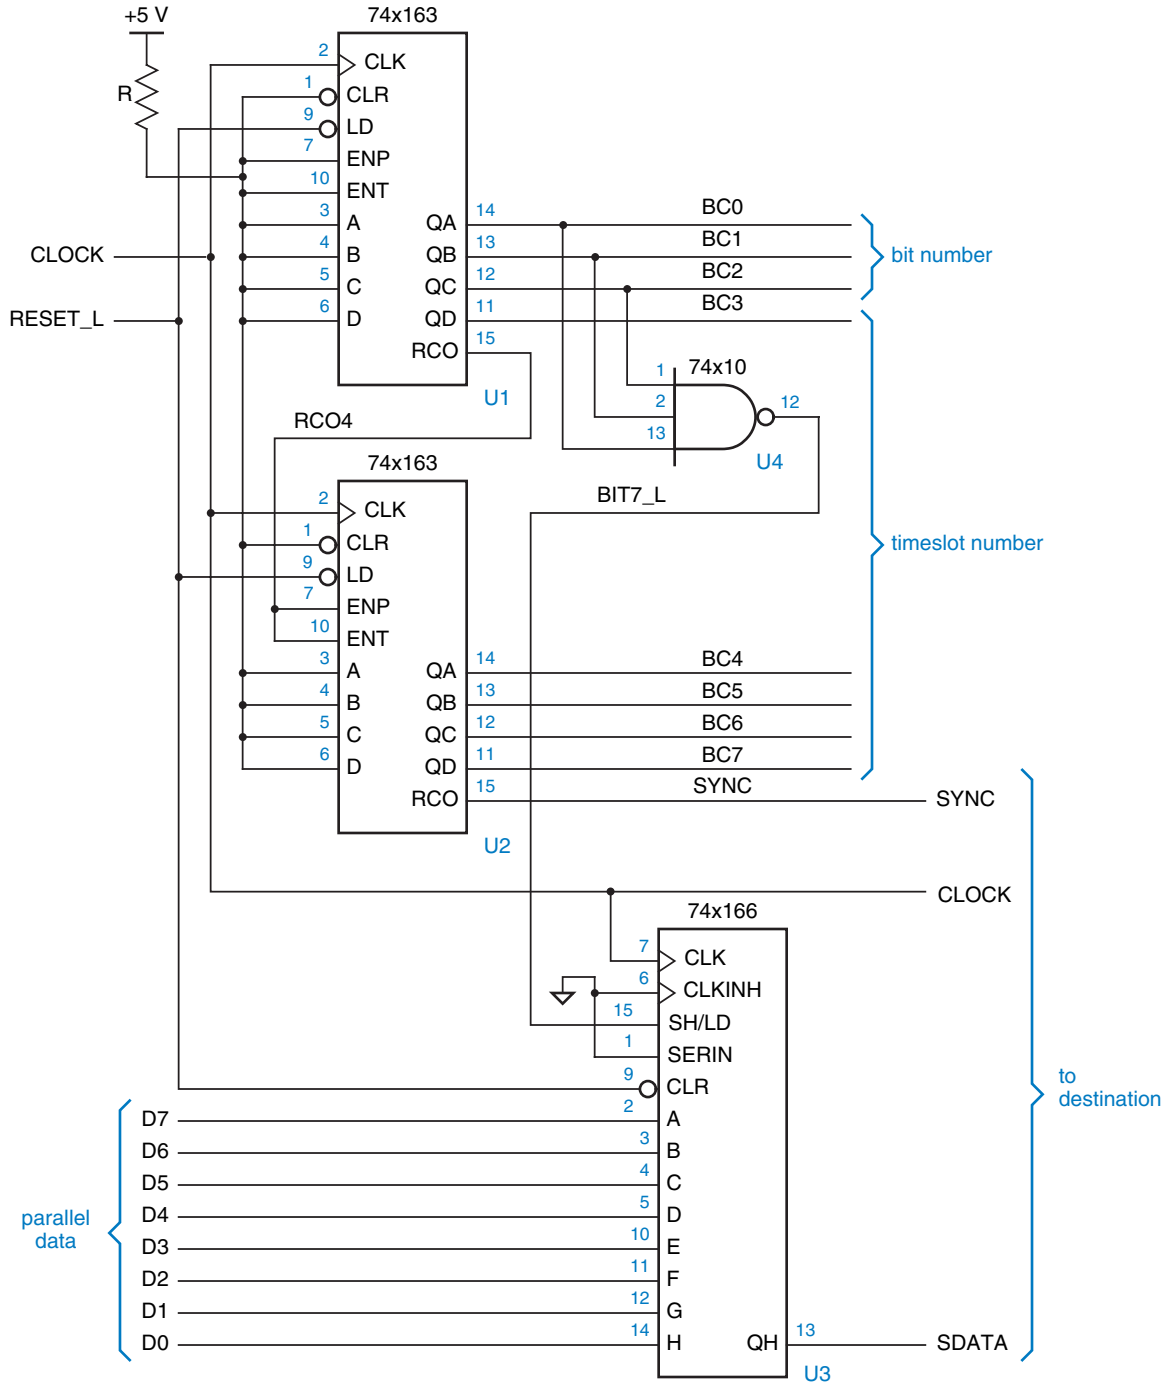 +5 V
R
CLOCK
RESET_L
74x163
2 CLK
1 CLR
9 LD
7 ENP
10 ENT
3 A QA 14 BC0
4 B QB 13 BC1
5 C QC 12 BC2
6 D QD 11 BC3
RCO 15
U1
bit number
74x10
1
2
13
12
U4
RCO4
BIT7_L
timeslot number
74x163
2 CLK
1 CLR
9 LD
7 ENP
10 ENT
3 A QA 14 BC4
4 B QB 13 BC5
5 C QC 12 BC6
6 D QD 11 BC7
RCO 15 SYNC SYNC
U2
CLOCK
74x166
7 CLK
6 CLKINH
15 SH/LD
1 SERIN
9 CLR
D7 2 A
D6 3 B
D5 4 C
D4 5 D
D3 10 E
D2 11 F
D1 12 G
D0 14 H QH 13 SDATA
U3
parallel
data
to
destination